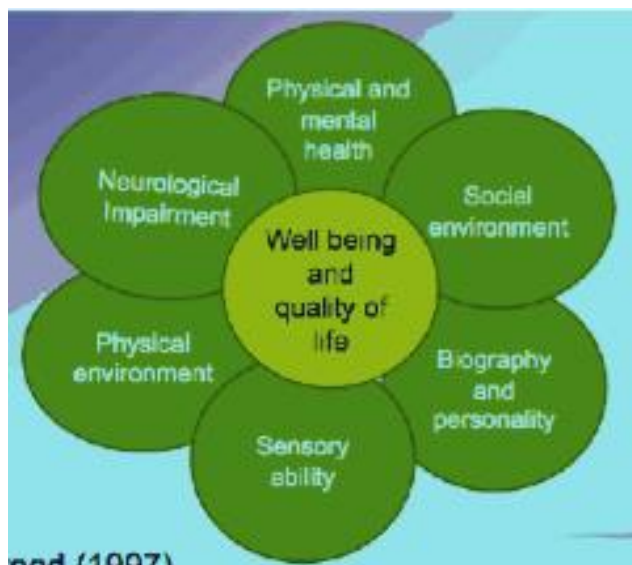 Physical and
mental
health
Neurological
Impairment
Social
environment
Well being
and
quality of
life
Physical
environment
Biography
and
personality
Sensory
ability
(1997)